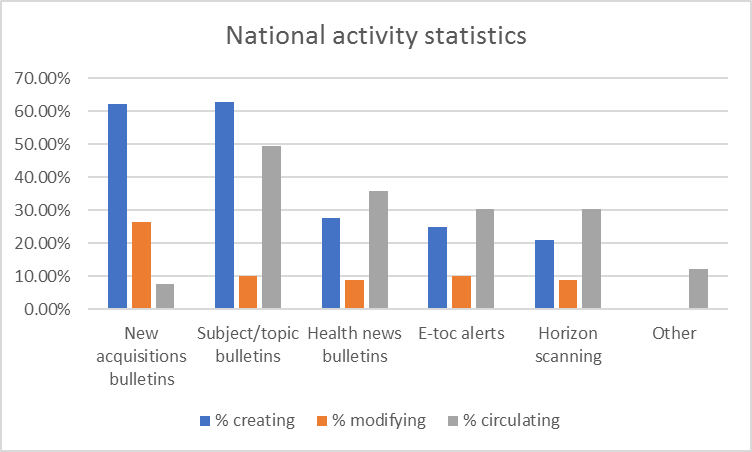 National activity statistics
70.00%
60.00%
50.00%
40.00%
30.00%
20.00%
10.00%
0.00%
New
acquisitions
bulletins
Subject/topic
bulletins
Health news
bulletins
E-toc alerts
Horizon
scanning
Other
% creating
% modifying
% circulating